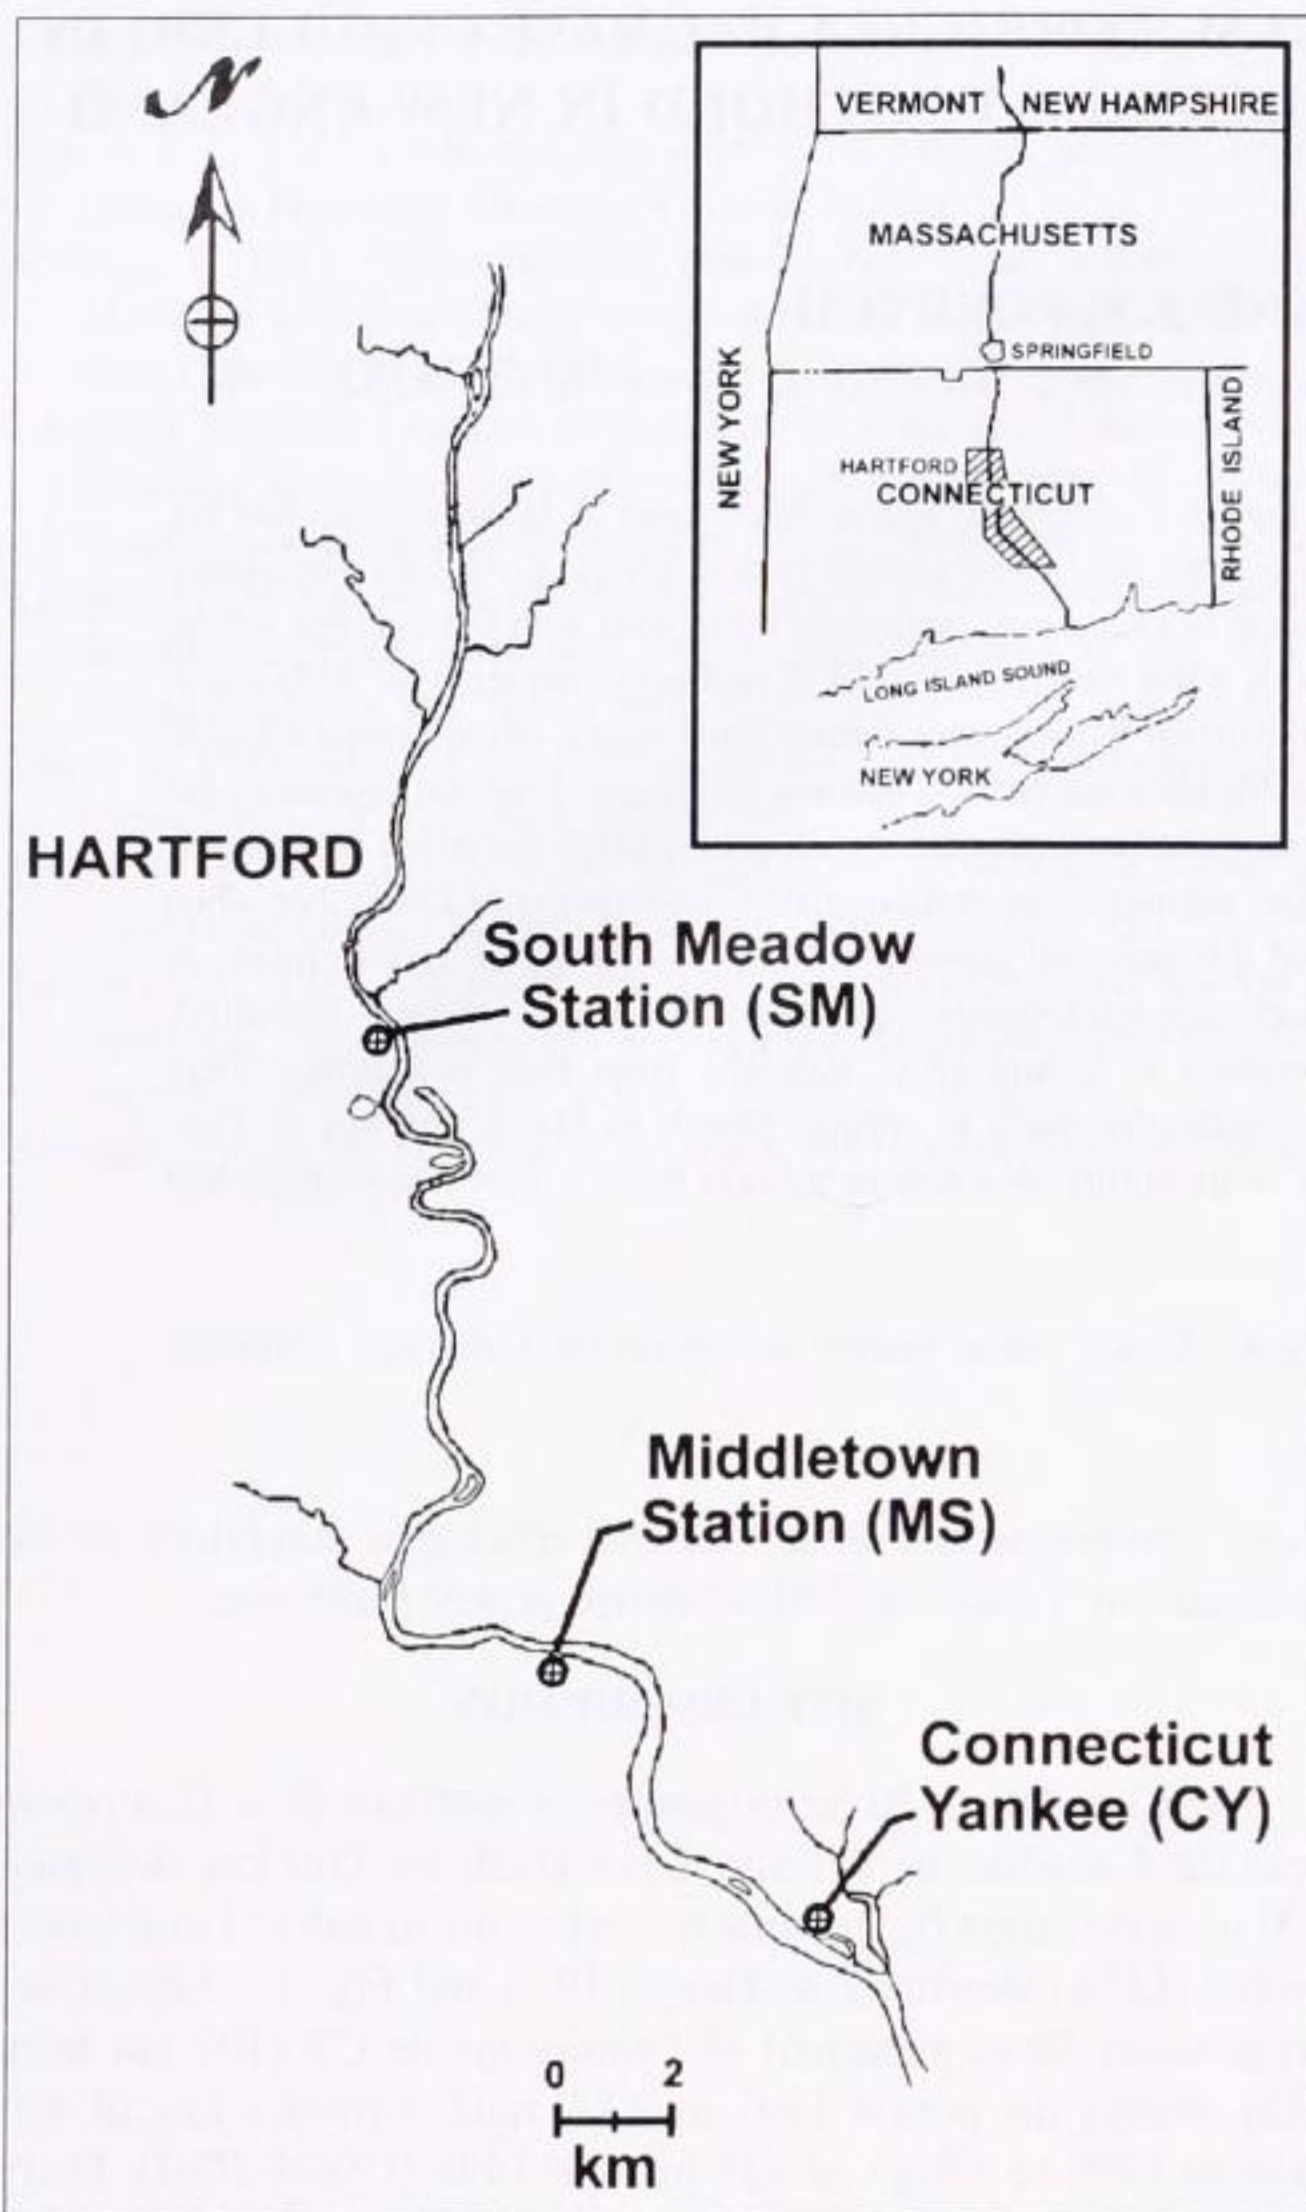 N
VERMONT
NEW HAMPSHIRE
MASSACHUSETTS
SPRINGFIELD
NEW YORK
HARTFORD
CONNECTICUT
RHODE ISLAND
LONG ISLAND SOUND
NEW YORK
HARTFORD
South Meadow
Station (SM)
Middletown
Station (MS)
Connecticut
Yankee (CY)
0 2
km